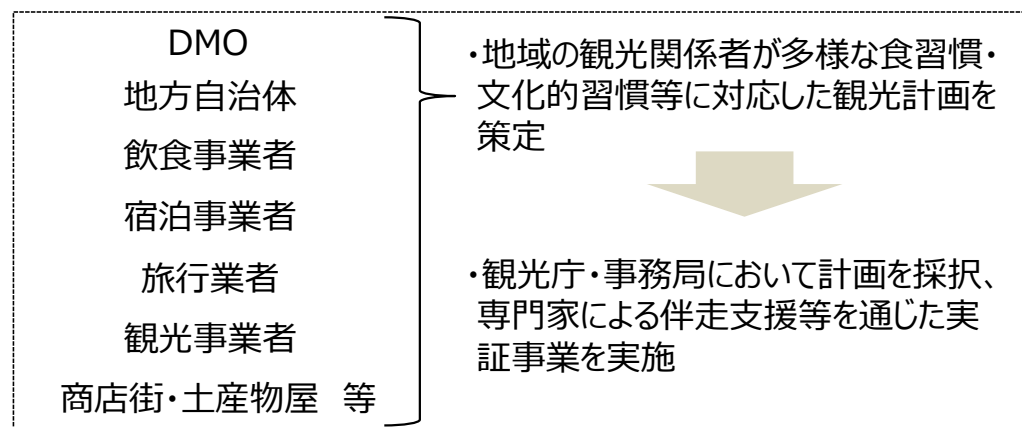 DMO
地方自治体
飲食事業者
宿泊事業者
旅行業者
観光事業者
商店街・土産物屋 等
・地域の観光関係者が多様な食習慣・
文化的習慣等に対応した観光計画を
策定
・観光庁・事務局において計画を採択、
専門家による伴走支援等を通じた実
証事業を実施